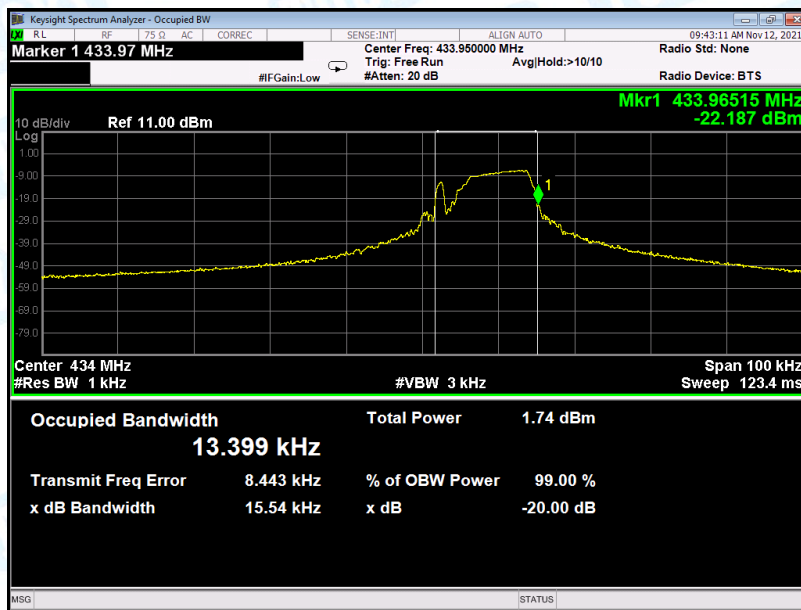 Keysight Spectrum Analyzer - Occupied BW
LXI RL RF 75 Ω AC CORREC SENSE:INT ALIGN AUTO 09:43:11 AM Nov 12, 2021
Marker 1 433.97 MHz
Center Freq: 433.950000 MHz
Radio Std: None
Trig: Free Run Avg|Hold:>10/10
#IFGain:Low #Atten: 20 dB Radio Device: BTS
Mkr1 433.96515 MHz
-22.187 dBm
10 dB/div Ref 11.00 dBm
Log
1.00
-9.00
1
-19.0
-29.0
-39.0
-49.0
-59.0
-69.0
-79.0
Center 434 MHz Span 100 kHz
#Res BW 1 kHz #VBW 3 kHz Sweep 123.4 ms
Occupied Bandwidth Total Power 1.74 dBm
13.399 kHz
Transmit Freq Error 8.443 kHz % of OBW Power 99.00 %
x dB Bandwidth 15.54 kHz x dB -20.00 dB
MSG STATUS